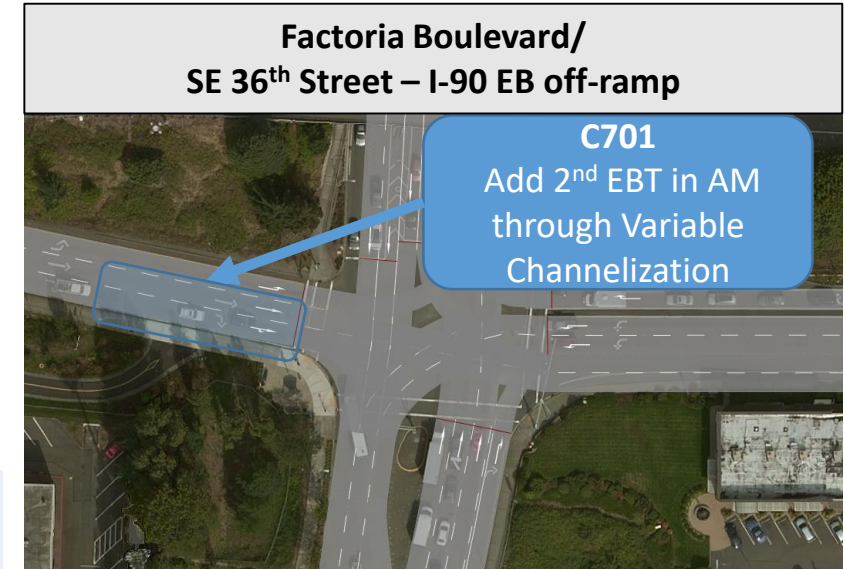 Factoria Boulevard/
SE 36th Street – I-90 EB off-ramp
C701
Add 2nd EBT in AM
through Variable
Channelization